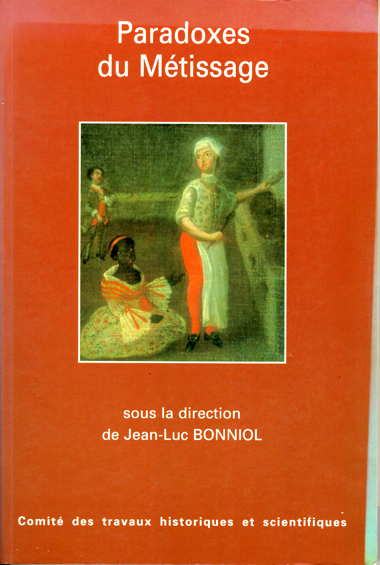 Paradoxes
du Métissage
sous la direction
de Jean-Luc BONNIOL
Comité des travaux historiques et scientifiques